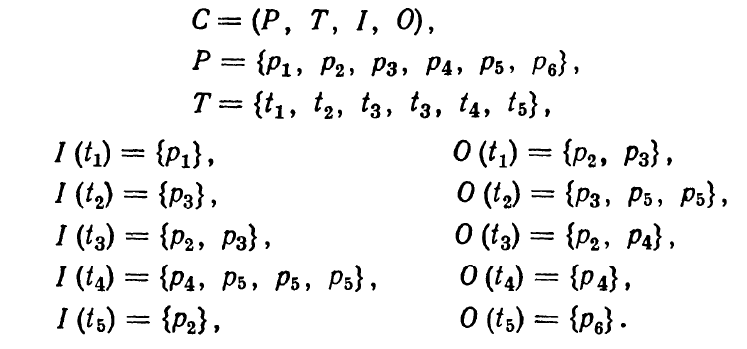 C = (P, T, I, O),
P = {p₁, p₂, p₃, p₄, p₅, p₆},
T = {t₁, t₂, t₃, t₃, t₄, t₅},
I (t₁) = {p₁}, O (t₁) = {p₂, p₃},
I (t₂) = {p₃}, O (t₂) = {p₃, p₅, p₅},
I (t₃) = {p₂, p₃}, O (t₃) = {p₂, p₄},
I (t₄) = {p₄, p₅, p₅, p₅}, O (t₄) = {p₄},
I (t₅) = {p₂}, O (t₅) = {p₆}.